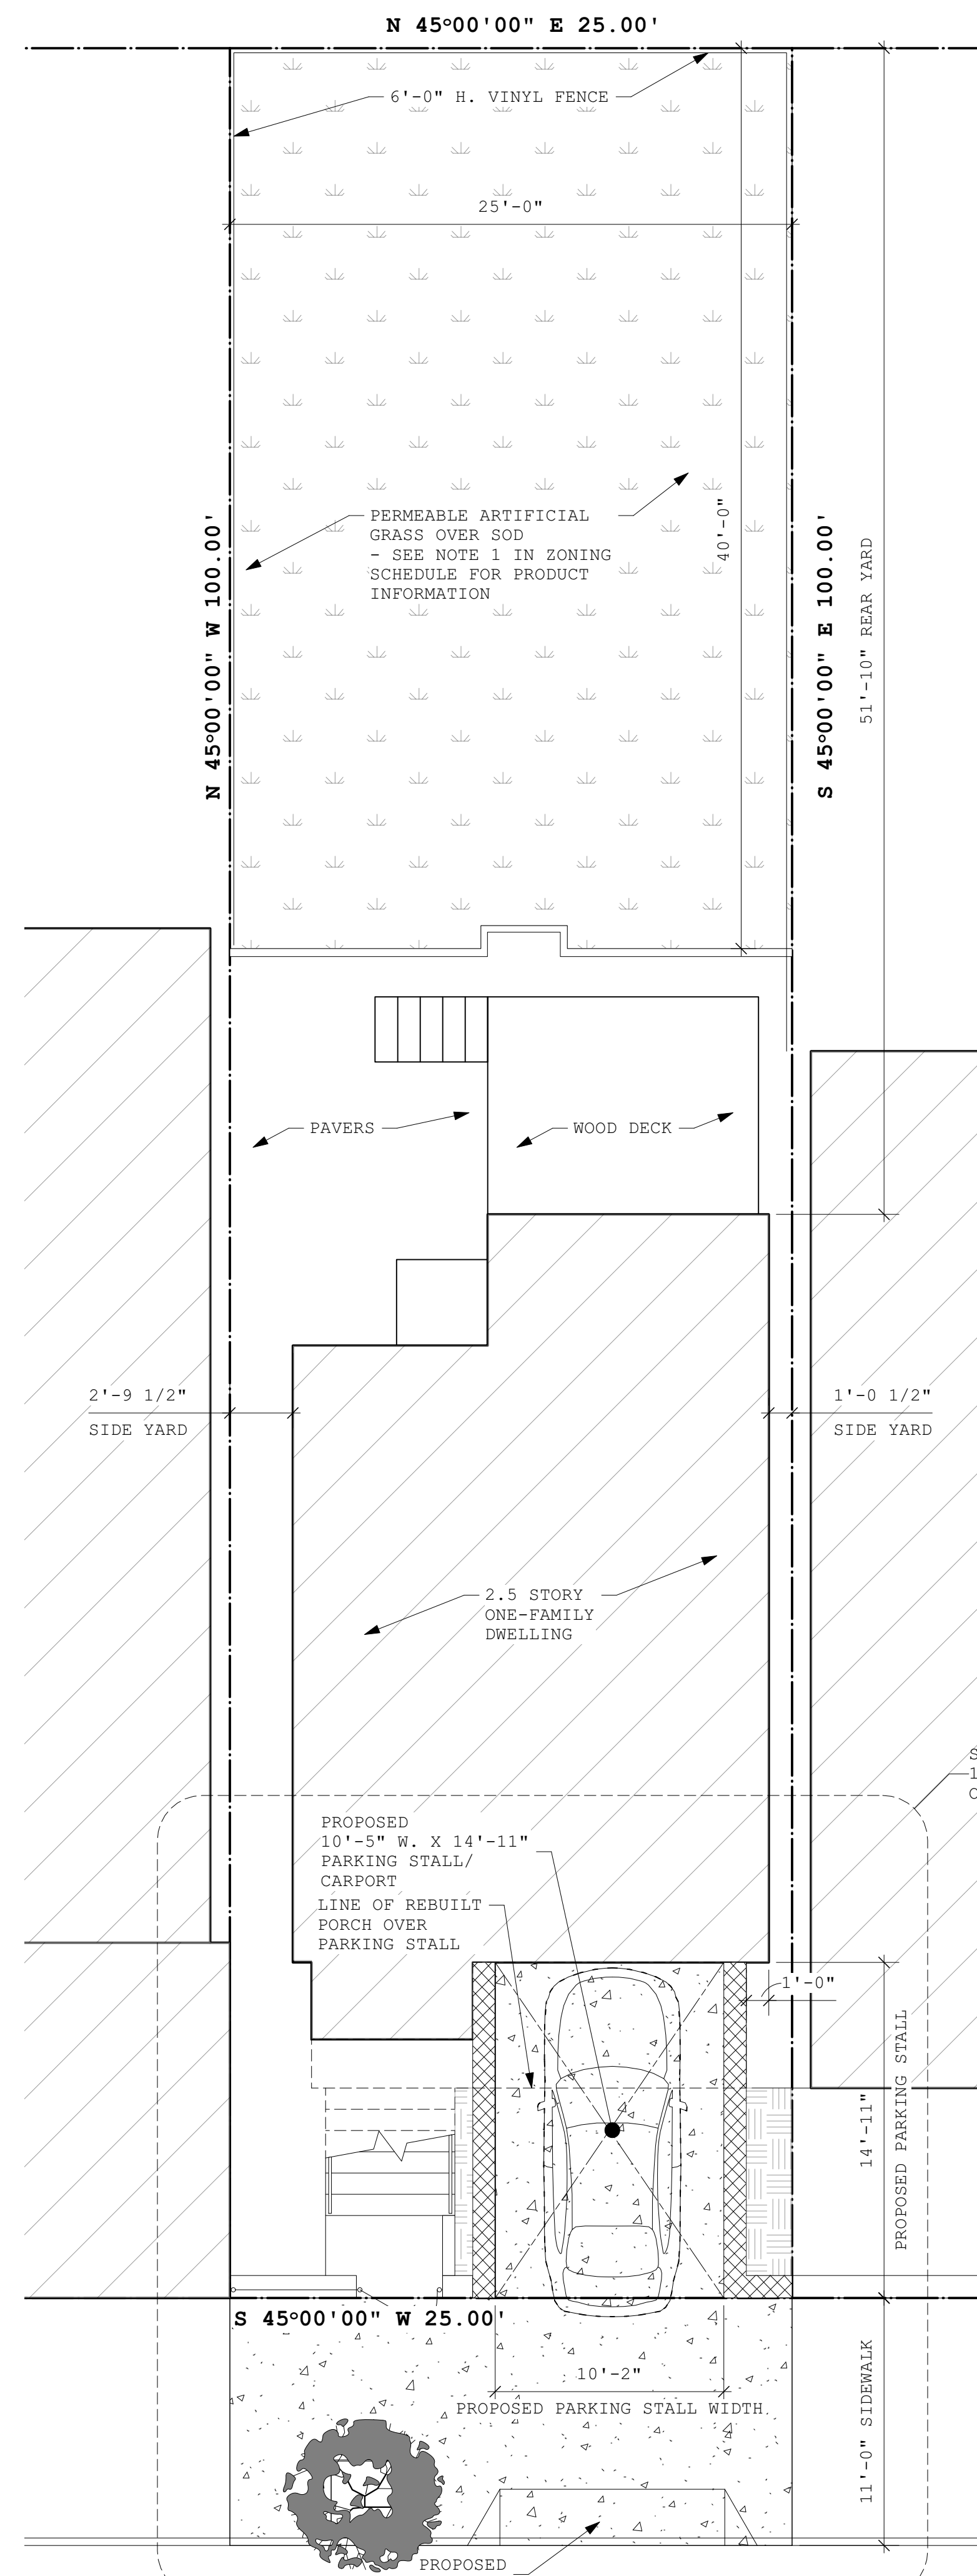 N 45°00'00" E 25.00'
6'-0" H. VINYL FENCE
25'-0"
PERMEABLE ARTIFICIAL
GRASS OVER SOD
- SEE NOTE 1 IN ZONING
SCHEDULE FOR PRODUCT
INFORMATION
40'-0"
N 45°00'00" W 100.00'
S 45°00'00" E 100.00'
51'-10" REAR YARD
PAVERS
WOOD DECK
2'-9 1/2"
SIDE YARD
1'-0 1/2"
SIDE YARD
2.5 STORY
ONE-FAMILY
DWELLING
PROPOSED
10'-5" W. X 14'-11"
PARKING STALL/
CARPORT
LINE OF REBUILT
PORCH OVER
PARKING STALL
1'-0"
14'-11"
PROPOSED PARKING STALL
S 45°00'00" W 25.00'
10'-2"
PROPOSED PARKING STALL WIDTH
11'-0" SIDEWALK
PROPOSED